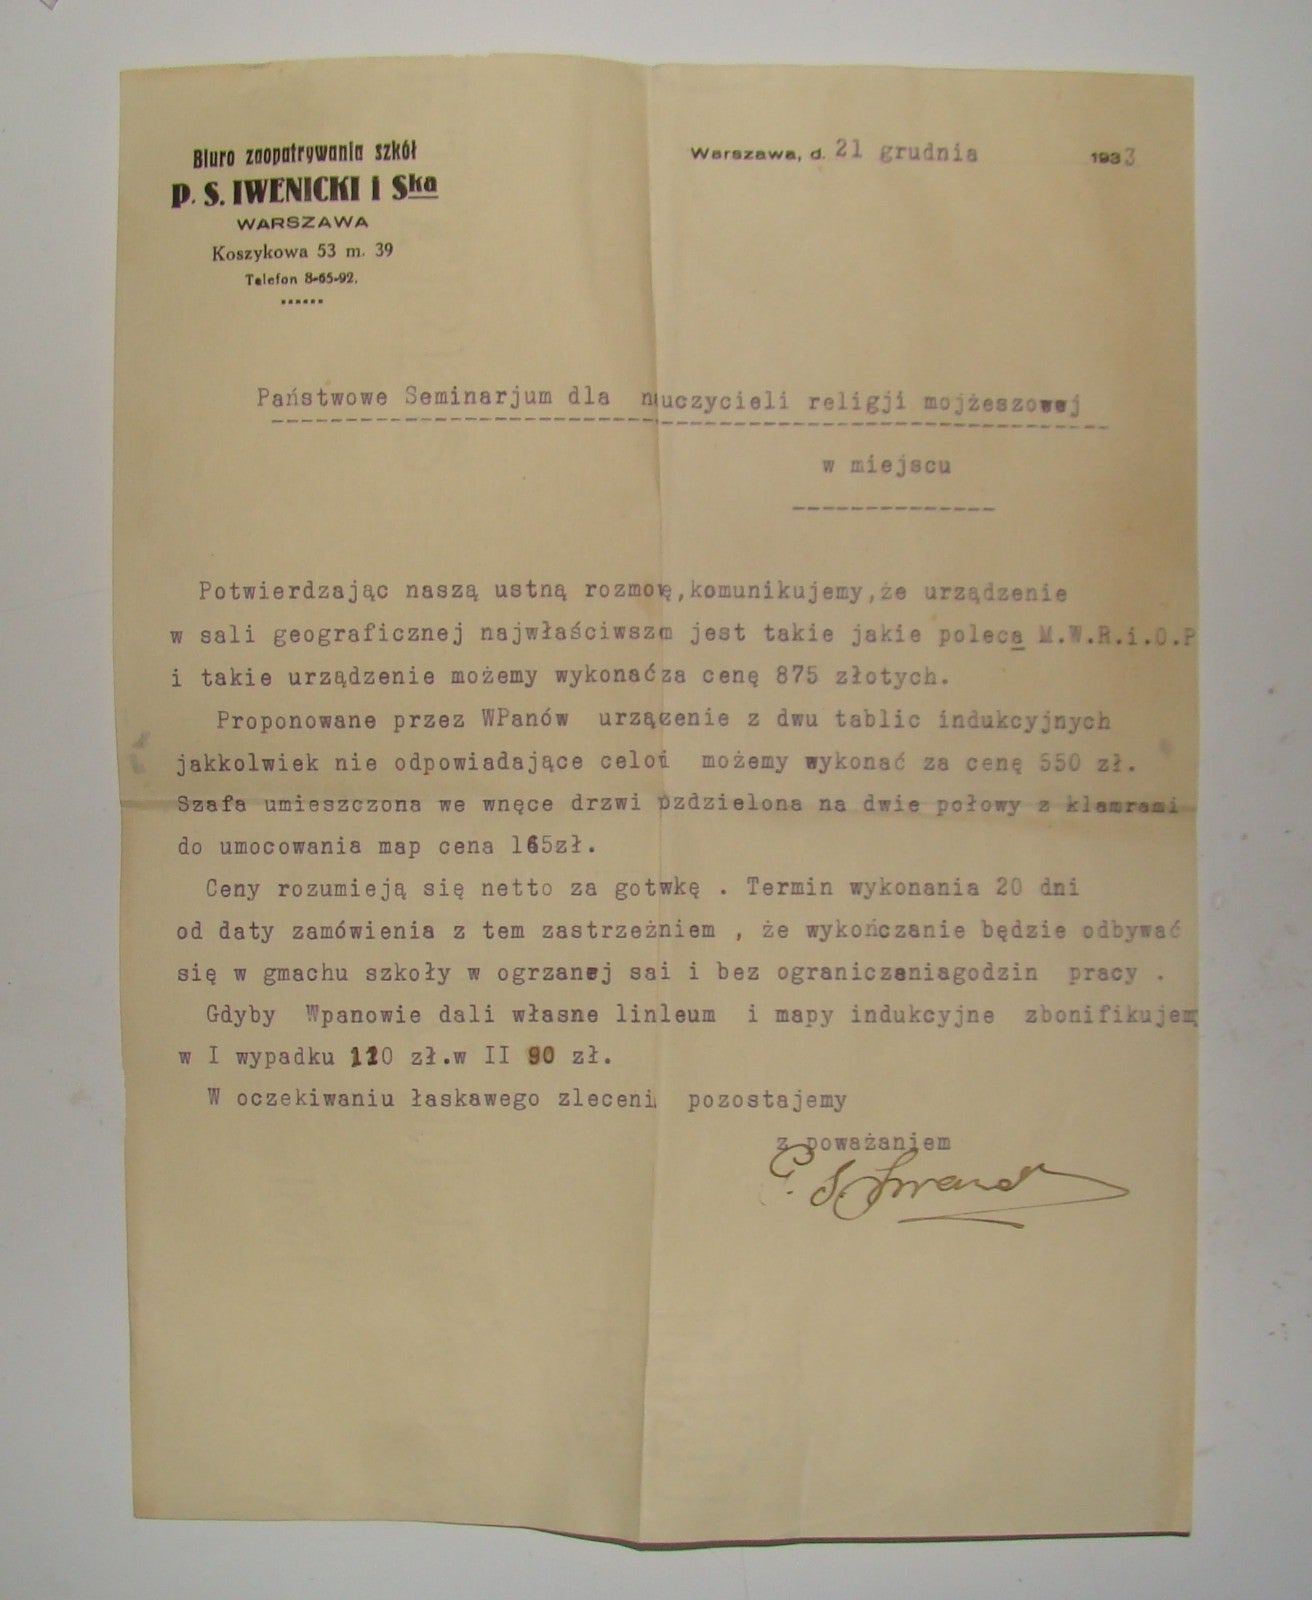 Biuro zaopatrywania szkół
P. S. IWENICKI i Ska
WARSZAWA
Koszykowa 53 m. 39
Telefon 8-65-92.
Warszawa, d. 21 grudnia 1933
Państwowe Seminarjum dla nauczycieli religji mojżeszowej
w miejscu
Potwierdzając naszą ustną rozmowę,komunikujemy,że urządzenie
w sali geograficznej najwłaściwszem jest takie jakie poleca M.W.R.i.O.P
i takie urządzenie możemy wykonać za cenę 875 złotych.
Proponowane przez WPanów urządzenie z dwu tablic indukcyjnych
jakkolwiek nie odpowiadające celowi możemy wykonać za cenę 550 zł.
Szafa umieszczona we wnęce drzwi pzdzielona na dwie połowy z klamrami
do umocowania map cena 165zł.
Ceny rozumieją się netto za gotwkę . Termin wykonania 20 dni
od daty zamówienia z tem zastrzeżniem , że wykończanie będzie odbywać
się w gmachu szkoły w ogrzanej sai i bez ograniczeniagodzin pracy .
Gdyby Wpanowie dali własne linleum i mapy indukcyjne zbonifikujemy
w I wypadku 110 zł.w II 90 zł.
W oczekiwaniu łaskawego zleceni pozostajemy
z poważaniem
P. S.